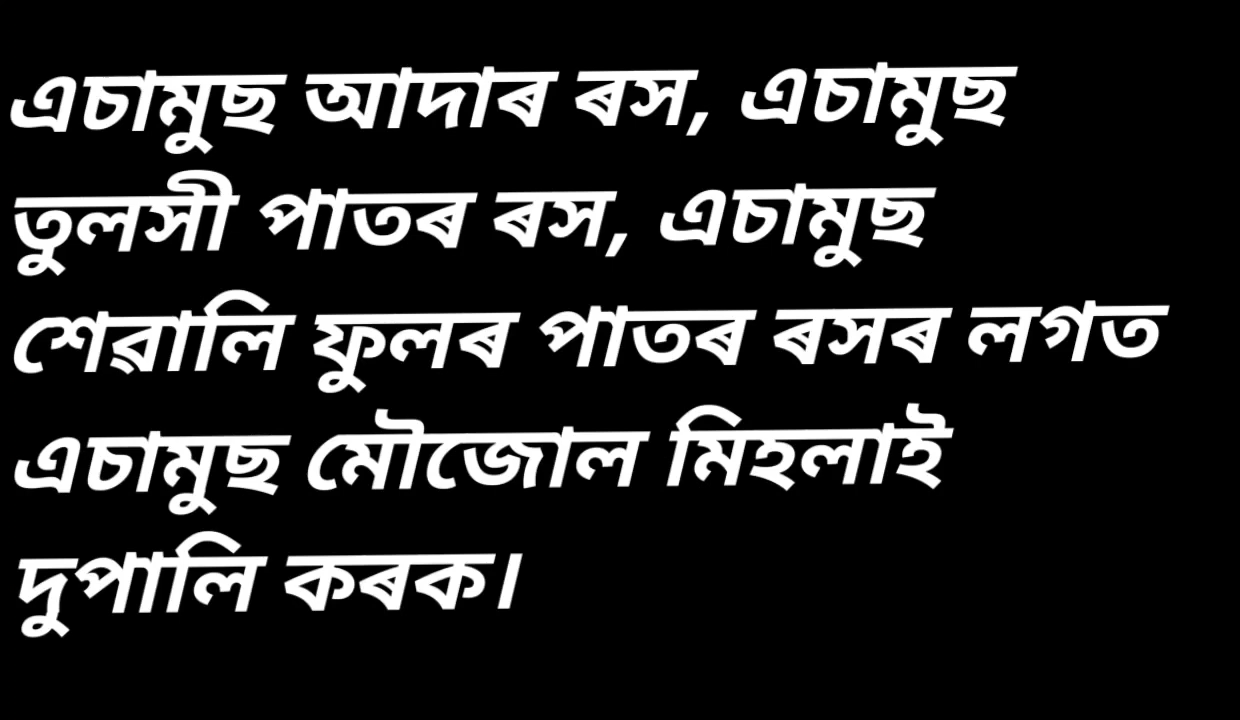 এচামুছ আদাৰ ৰস, এচামুছ
তুলসী পাতৰ ৰস, এচামুছ
শেৱালি ফুলৰ পাতৰ ৰসৰ লগত
এচামুছ মৌজোল মিহলাই
দুপালি কৰক।